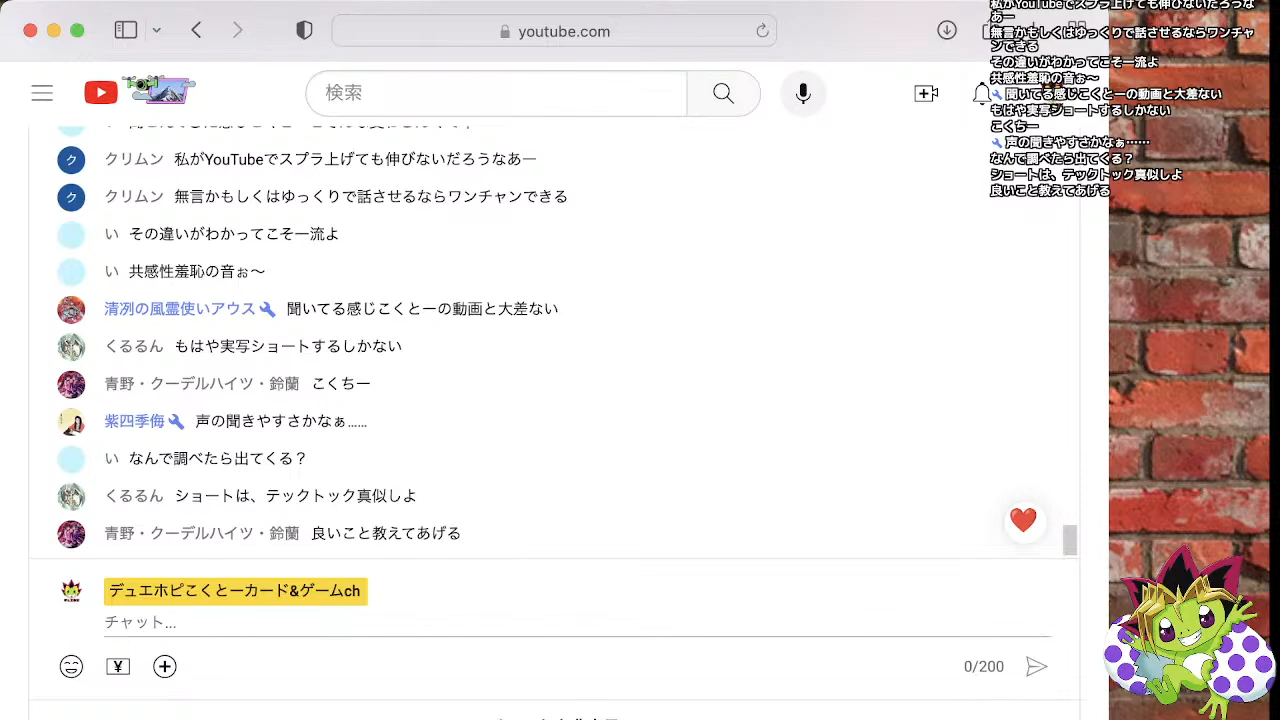 youtube.com
検索
クリムン 私がYouTubeでスプラ上げても伸びないだろうなあー
クリムン 無言かもしくはゆっくりで話させるならワンチャンできる
い その違いがわかってこそ一流よ
い 共感性羞恥の音ぉ〜
清冽の風霊使いアウス 聞いてる感じこくとーの動画と大差ない
くるるん もはや実写ショートするしかない
青野・クーデルハイツ・鈴蘭 こくちー
紫四季侮 声の聞きやすさかなぁ……
い なんで調べたら出てくる？
くるるん ショートは、テックトック真似しよ
青野・クーデルハイツ・鈴蘭 良いこと教えてあげる
デュエホピこくとーカード&ゲームch
チャット...
¥
0/200
私がYouTubeでスプラ上げても伸びないだろうな
あー
無言かもしくはゆっくりで話させるならワンチャ
ンできる
その違いがわかってこそ一流よ
共感性羞恥の音ぉ〜
聞いてる感じこくとーの動画と大差ない
もはや実写ショートするしかない
こくちー
声の聞きやすさかなぁ……
なんで調べたら出てくる？
ショートは、テックトック真似しよ
良いこと教えてあげる